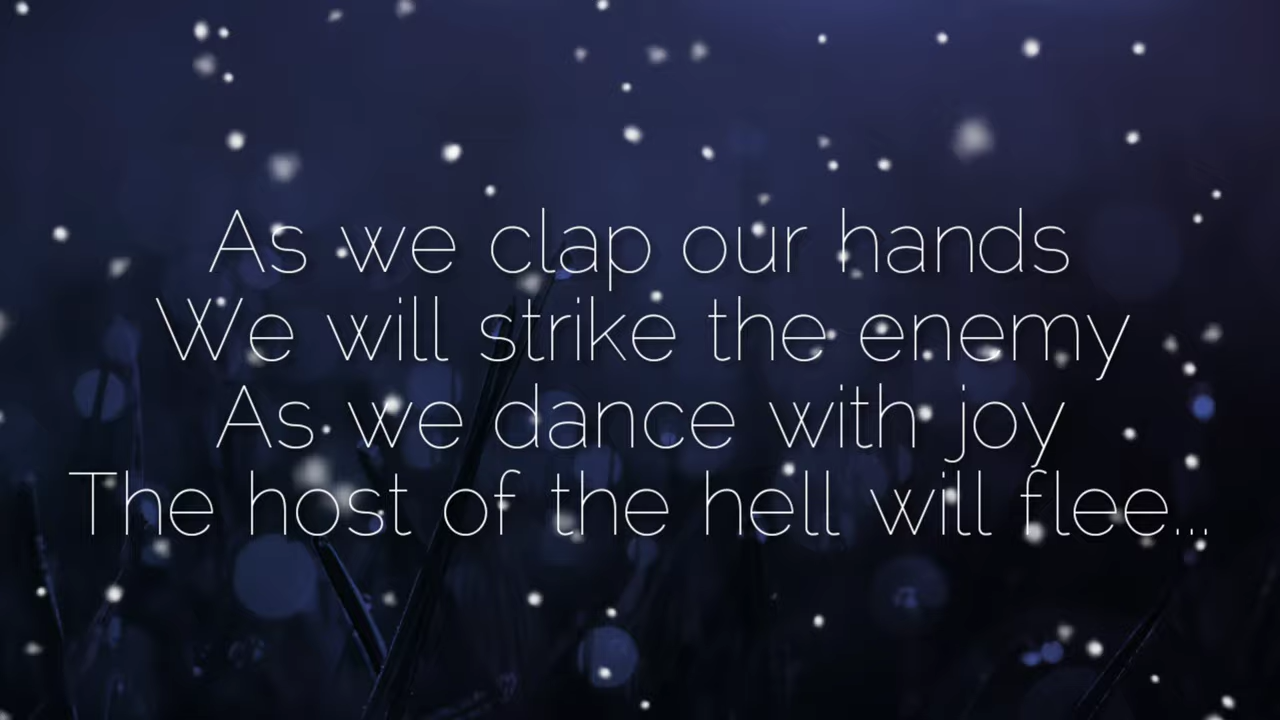 As we clap our hands
We will strike the enemy
As we dance with joy
The host of the hell will flee...